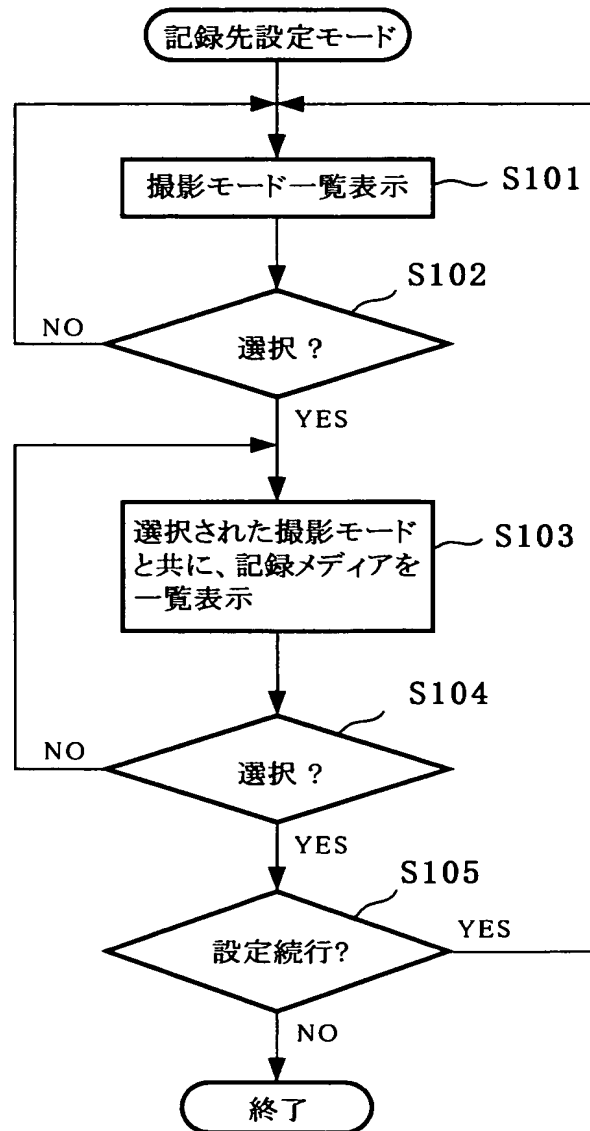 記録先設定モード
撮影モード一覧表示
S101
S102
選択？
NO
YES
選択された撮影モード
と共に、記録メディアを
一覧表示
S103
S104
選択？
NO
YES
S105
設定続行?
YES
NO
終了